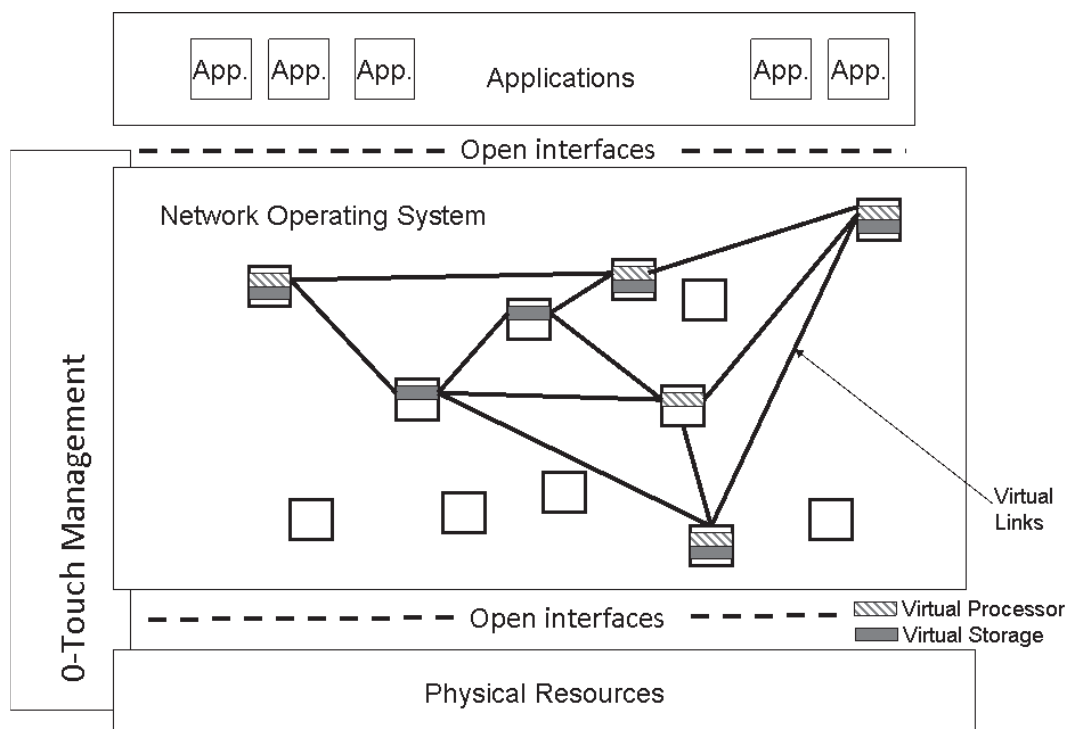 App. App. App. Applications App. App.
Open interfaces
Network Operating System
0-Touch Management
Virtual
Links
Open interfaces
Virtual Processor
Virtual Storage
Physical Resources